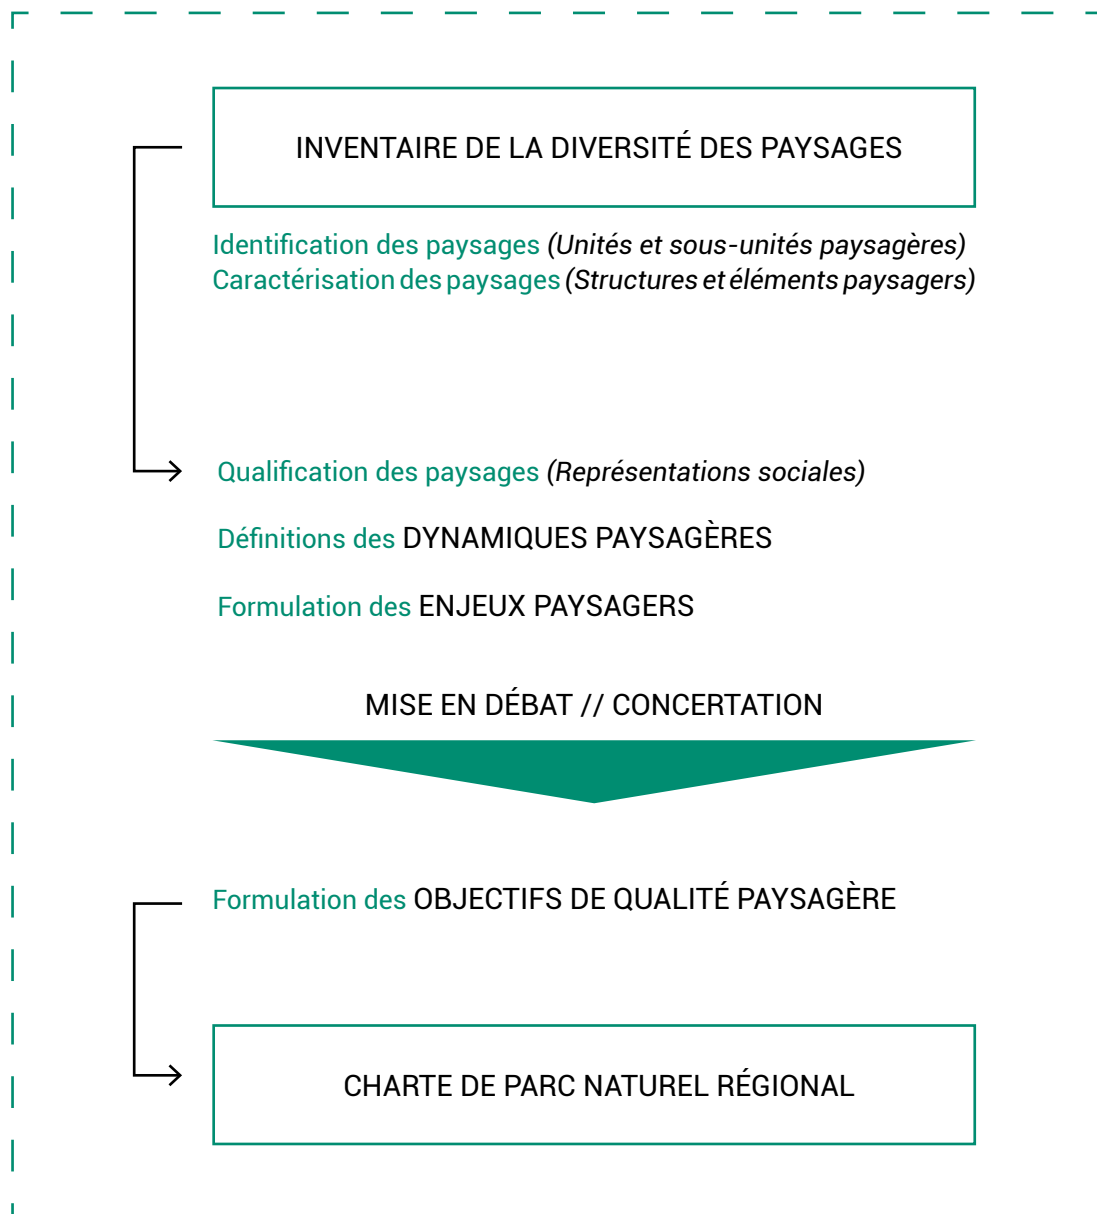 INVENTAIRE DE LA DIVERSITÉ DES PAYSAGES
Identification des paysages (Unités et sous-unités paysagères)
Caractérisation des paysages (Structures et éléments paysagers)
Qualification des paysages (Représentations sociales)
Définitions des DYNAMIQUES PAYSAGÈRES
Formulation des ENJEUX PAYSAGERS
MISE EN DÉBAT // CONCERTATION
Formulation des OBJECTIFS DE QUALITÉ PAYSAGÈRE
CHARTE DE PARC NATUREL RÉGIONAL